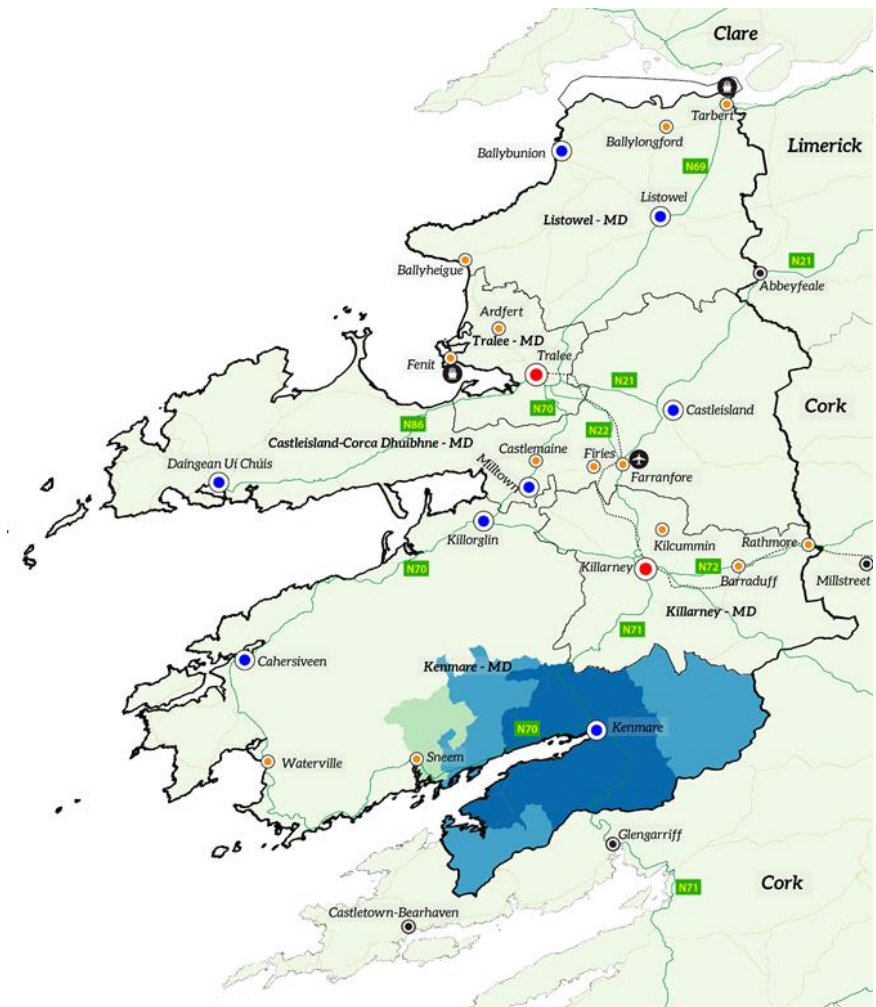 Clare
Tarbert
Ballylongford
Limerick
Ballybunion
N69
Listowel
Listowel - MD
N21
Ballyheigue
Abbeyfeale
Ardfert
Tralee - MD
Fenit
Tralee
N21
N86
N70
Castleisland
Cork
N22
Castleisland-Corca Dhuibhne - MD
Castlemaine
Firies
Daingean Uí Chúis
Milltown
Farranfore
Killorglin
Kilcummin
Rathmore
N70
Killarney
N72
Barraduff
Millstreet
Killarney - MD
N71
Cahersiveen
Kenmare - MD
N70
Kenmare
Waterville
Sneem
Glengarriff
Cork
N71
Castletown-Bearhaven